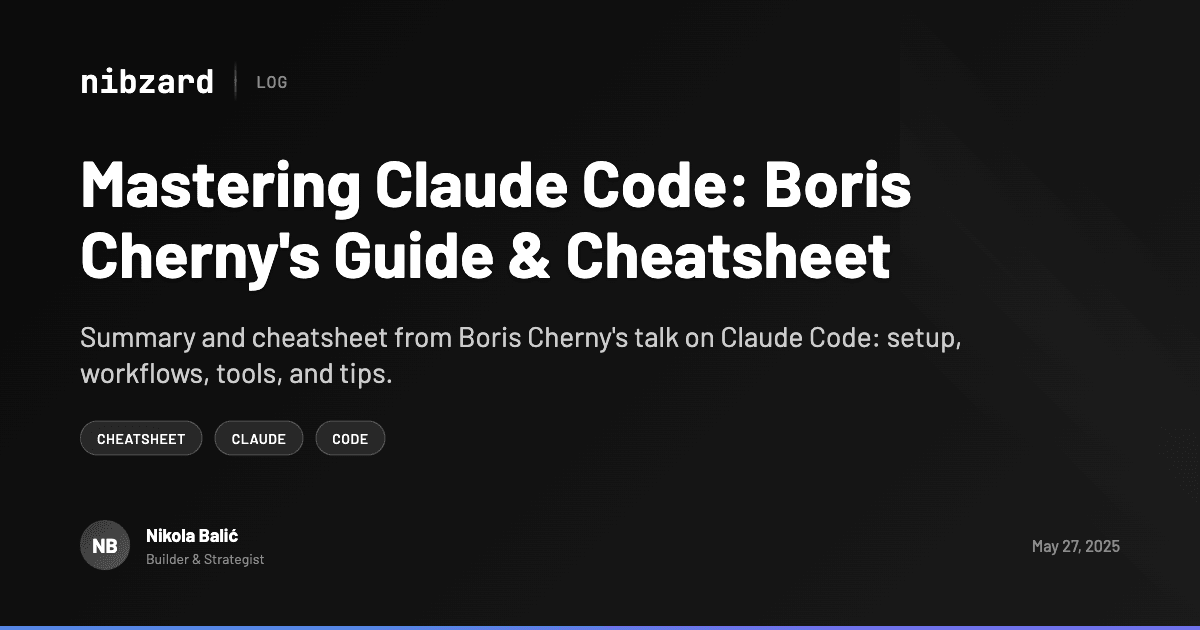 nibzard
LOG
Mastering Claude Code: Boris
Cherny's Guide & Cheatsheet
Summary and cheatsheet from Boris Cherny's talk on Claude Code: setup,
workflows, tools, and tips.
CHEATSHEET
CLAUDE
CODE
NB
Nikola Balić
Builder & Strategist
May 27, 2025